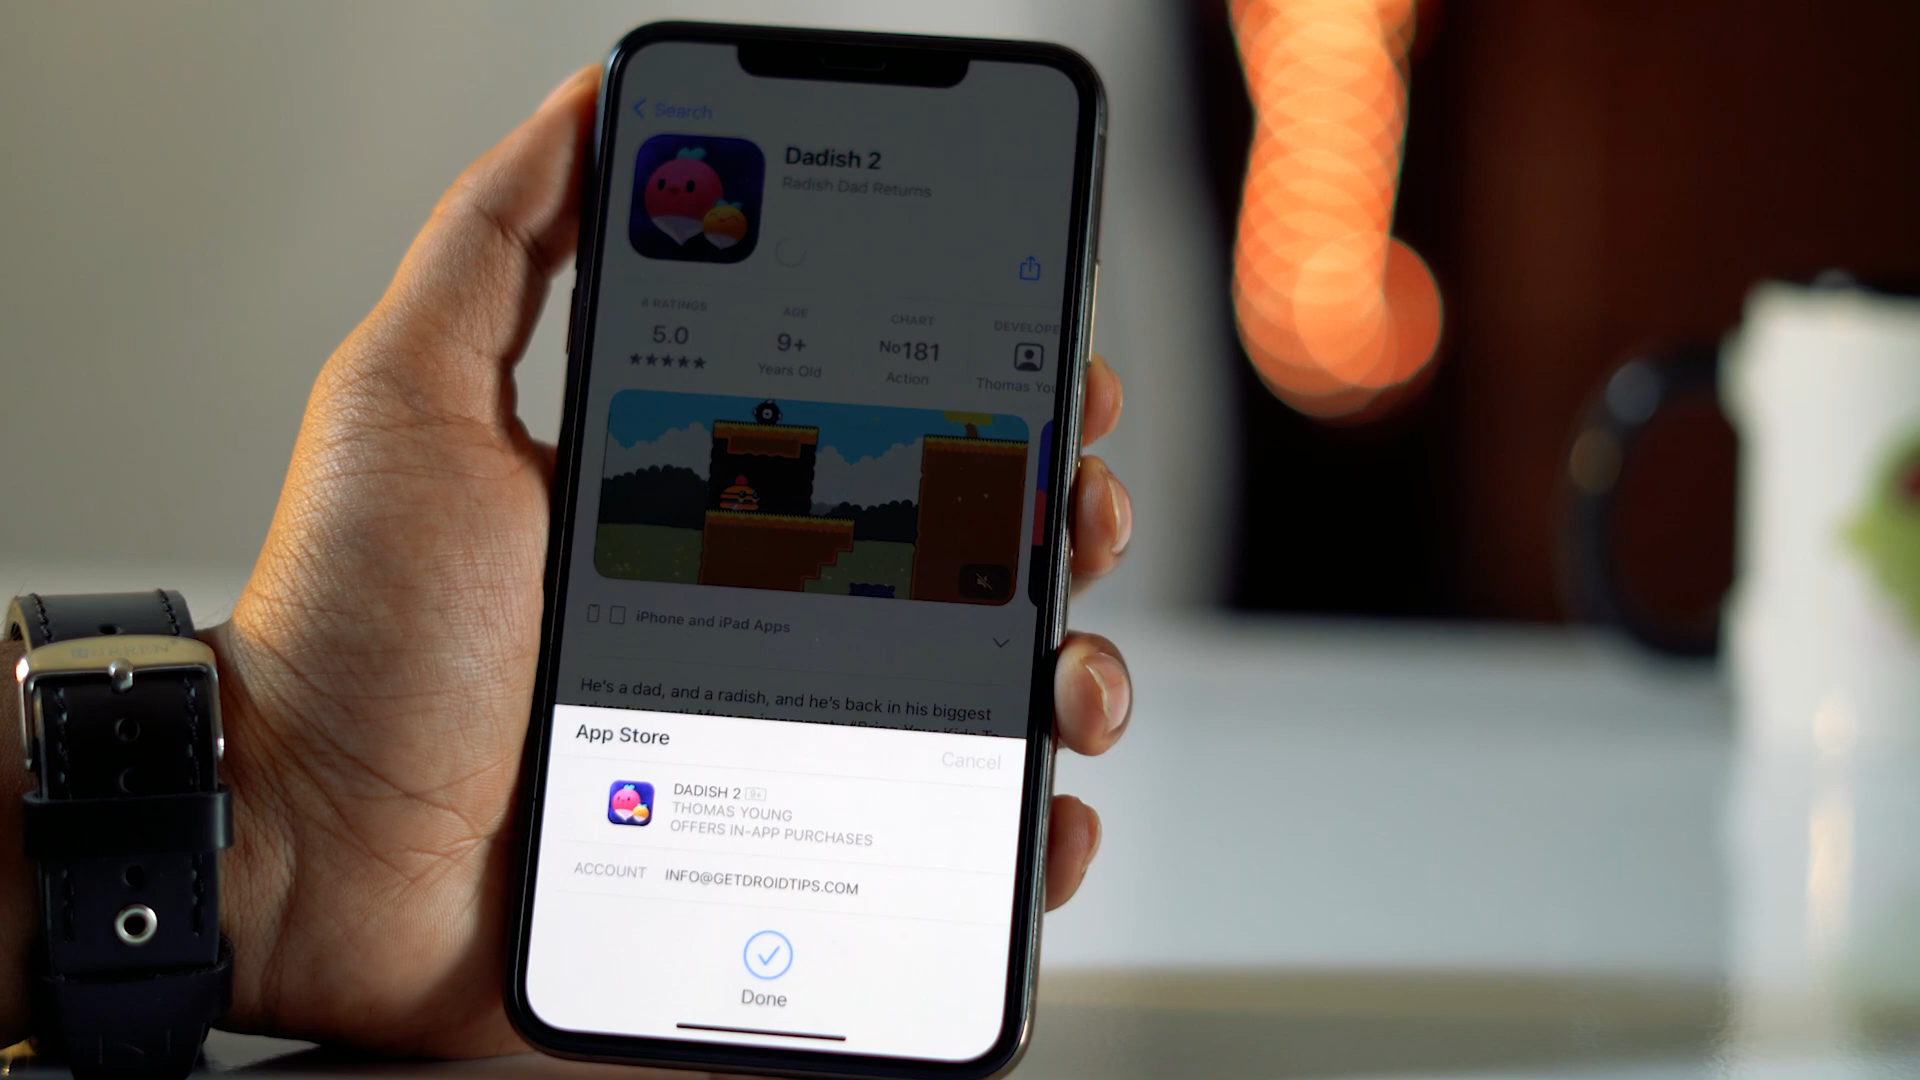 Search
Dadish 2
Radish Dad Returns
4 RATINGS
5.0
AGE
9+
Years Old
CHART
No181
Action
DEVELOPE
Thomas You
iPhone and iPad Apps
He's a dad, and a radish, and he's back in his biggest
App Store
Cancel
DADISH 2 9+
THOMAS YOUNG
OFFERS IN-APP PURCHASES
ACCOUNT INFO@GETDROIDTIPS.COM
Done